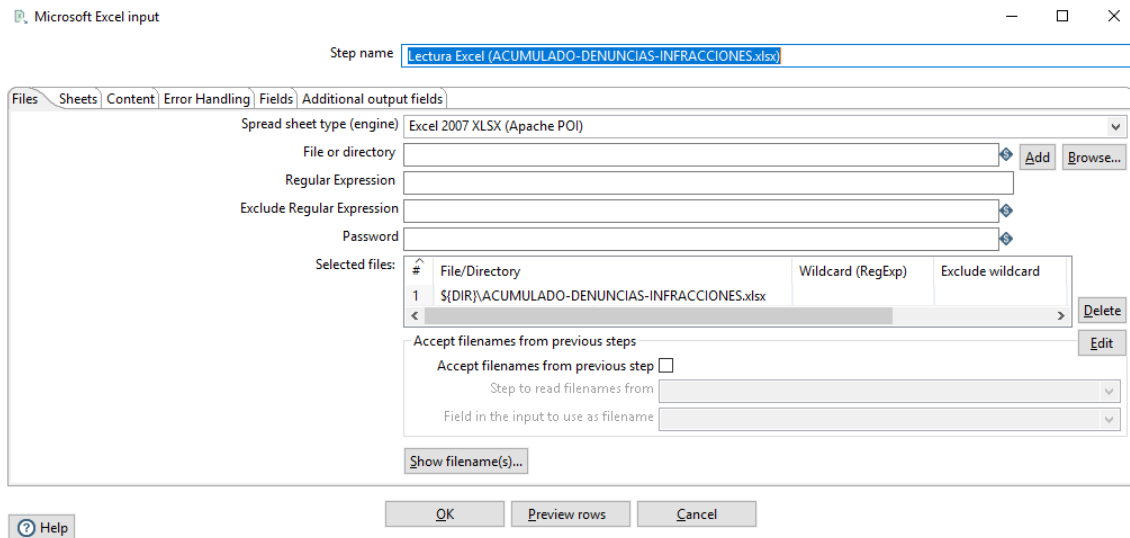 Microsoft Excel input
Step name Lectura Excel (ACUMULADO-DENUNCIAS-INFRACCIONES.xlsx)
Files Sheets Content Error Handling Fields Additional output fields
Spread sheet type (engine) Excel 2007 XLSX (Apache POI)
File or directory Add Browse...
Regular Expression
Exclude Regular Expression
Password
Selected files: # File/Directory Wildcard (RegExp) Exclude wildcard
1 ${DIR}\ACUMULADO-DENUNCIAS-INFRACCIONES.xlsx
Delete
Accept filenames from previous steps Edit
Accept filenames from previous step
Step to read filenames from
Field in the input to use as filename
Show filename(s)...
OK Preview rows Cancel
Help